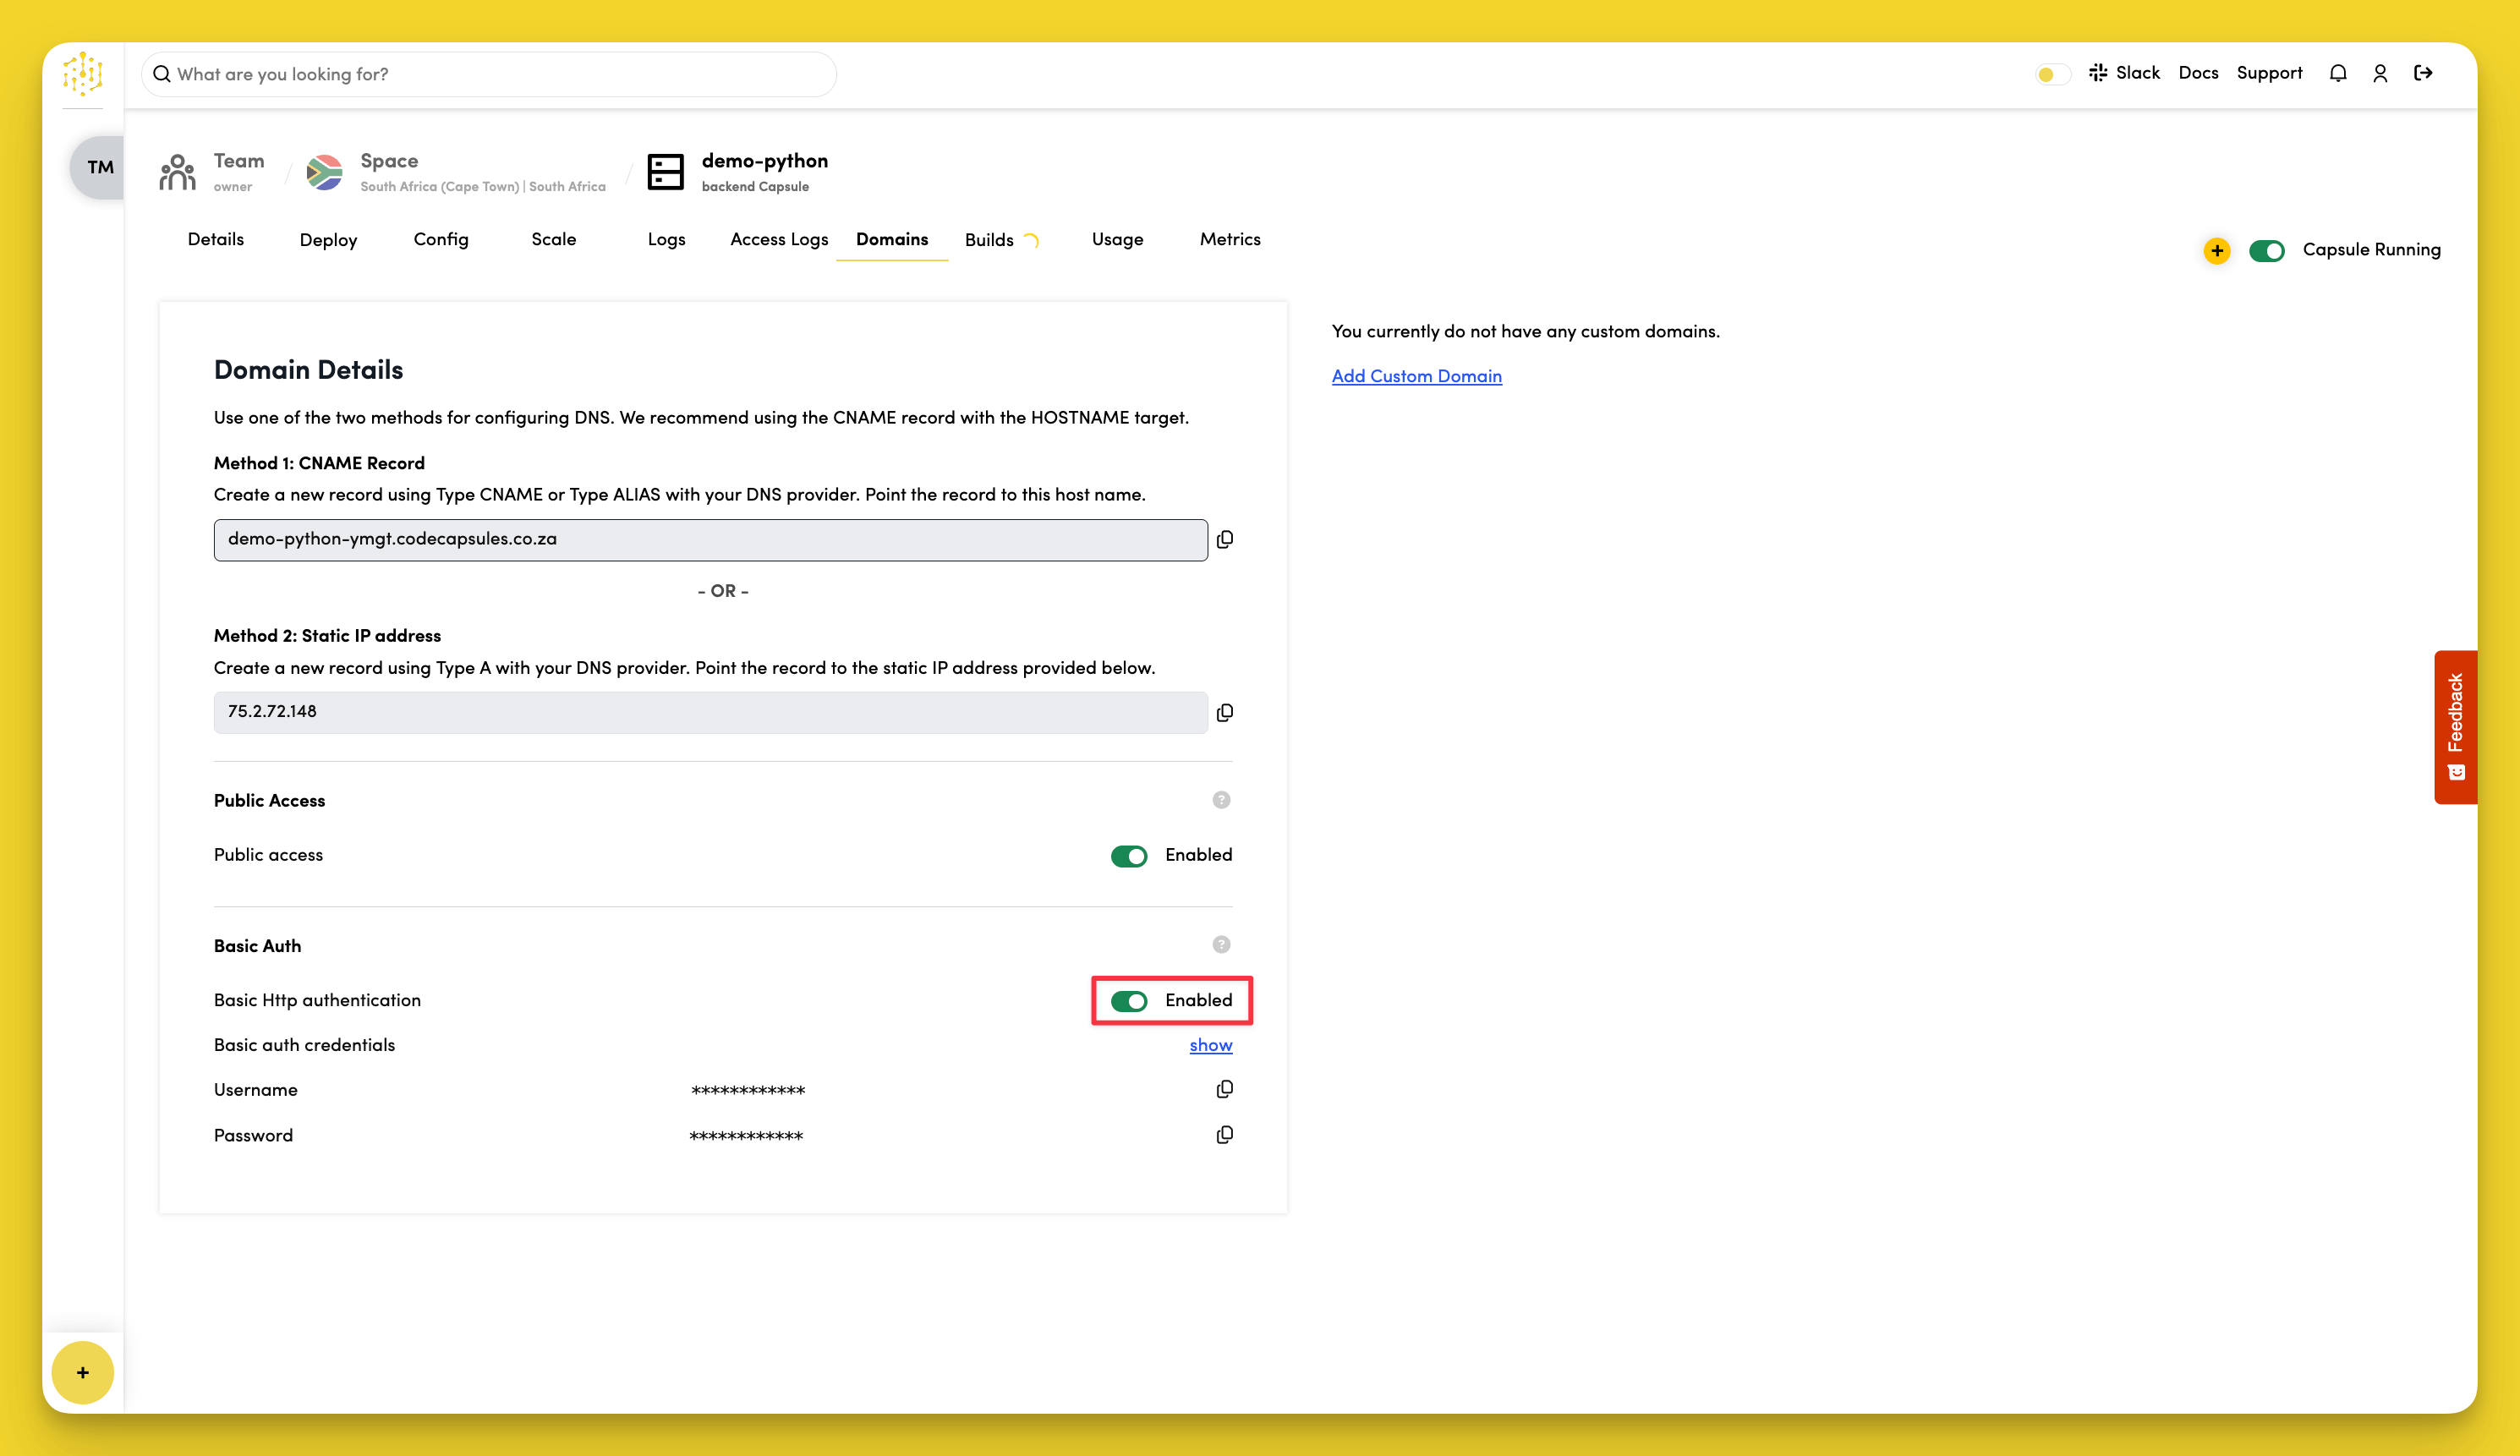 What are you looking for?
Slack Docs Support
TM
Team
owner
Space
South Africa (Cape Town) | South Africa
demo-python
backend Capsule
Details Deploy Config Scale Logs Access Logs Domains Builds Usage Metrics
+ Capsule Running
Domain Details
Use one of the two methods for configuring DNS. We recommend using the CNAME record with the HOSTNAME target.
Method 1: CNAME Record
Create a new record using Type CNAME or Type ALIAS with your DNS provider. Point the record to this host name.
demo-python-ymgt.codecapsules.co.za
- OR -
Method 2: Static IP address
Create a new record using Type A with your DNS provider. Point the record to the static IP address provided below.
75.2.72.148
Public Access ?
Public access Enabled
Basic Auth ?
Basic Http authentication Enabled
Basic auth credentials show
Username ************
Password ************
You currently do not have any custom domains.
Add Custom Domain
Feedback
+